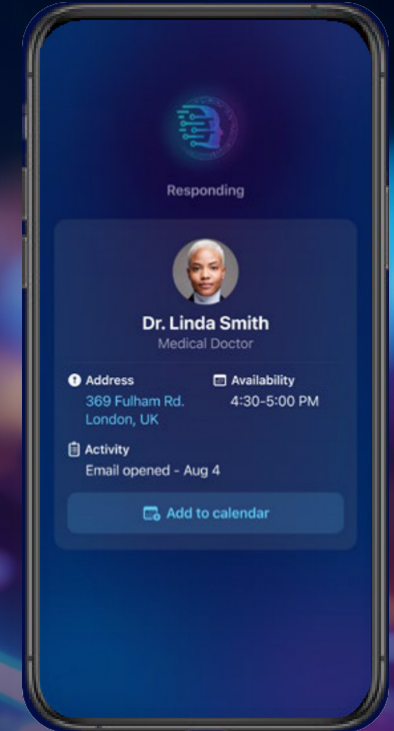 Responding
Dr. Linda Smith
Medical Doctor
Address
369 Fulham Rd.
London, UK
Availability
4:30-5:00 PM
Activity
Email opened - Aug 4
Add to calendar